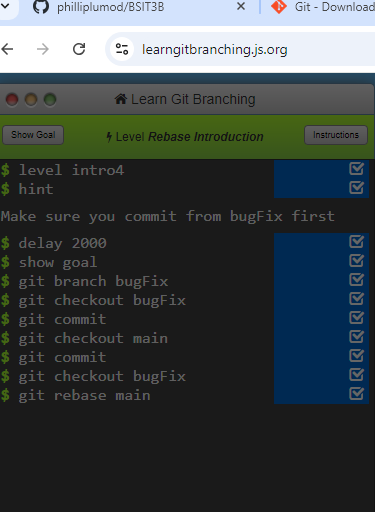 philliplumod/BSIT3B
Git - Download
learngitbranching.js.org
Learn Git Branching
Show Goal
Level Rebase Introduction
Instructions
$ level intro4
$ hint
Make sure you commit from bugFix first
$ delay 2000
$ show goal
$ git branch bugFix
$ git checkout bugFix
$ git commit
$ git checkout main
$ git commit
$ git checkout bugFix
$ git rebase main